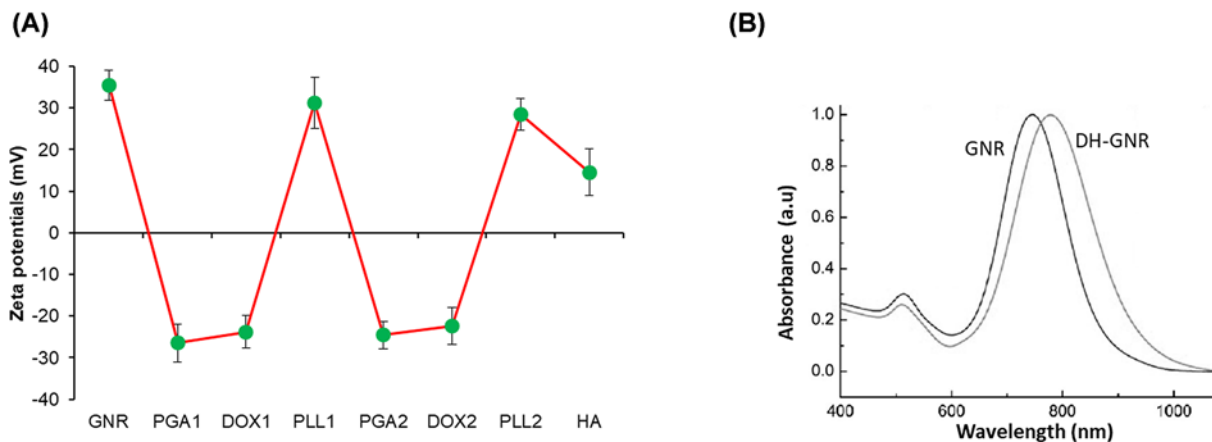 (A)
40
30
20
10
0
-10
-20
-30
-40
Zeta potentials (mV)
GNR PGA1 DOX1 PLL1 PGA2 DOX2 PLL2 HA
(B)
1.0
0.8
0.6
0.4
0.2
0.0
Absorbance (a.u)
GNR DH-GNR
400 600 800 1000
Wavelength (nm)